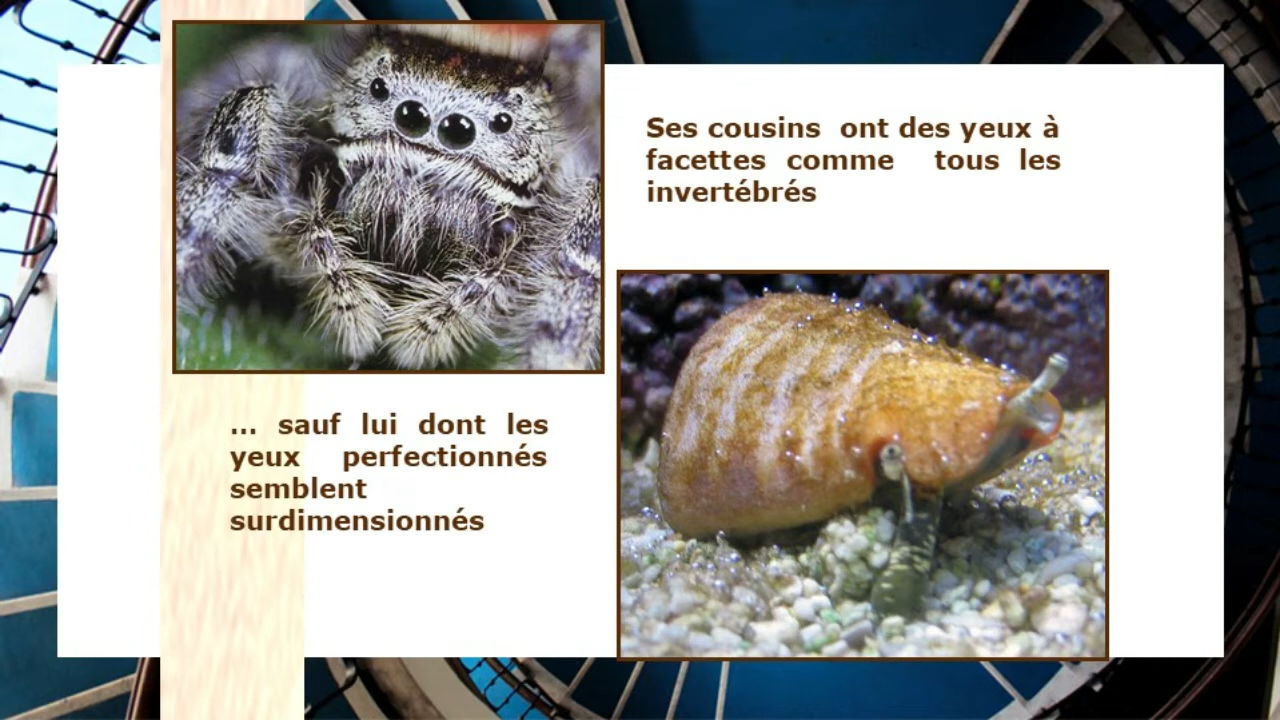 Ses cousins ont des yeux à
facettes comme tous les
invertébrés
... sauf lui dont les
yeux perfectionnés
semblent
surdimensionnés